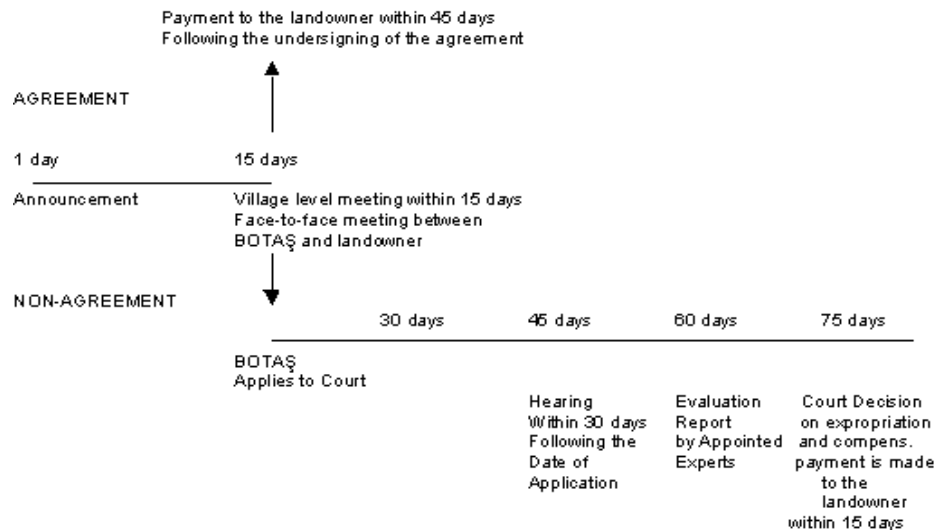 Payment to the landowner within 45 days
Following the undersigning of the agreement
AGREEMENT
1 day
15 days
Announcement
Village level meeting within 15 days
Face-to-face meeting between
BOTAŞ and landowner
NON-AGREEMENT
30 days
45 days
60 days
75 days
BOTAŞ
Applies to Court
Hearing
Within 30 days
Following the
Date of
Application
Evaluation
Report
by Appointed
Experts
Court Decision
on expropriation
and compens.
payment is made
to the
landowner
within 15 days